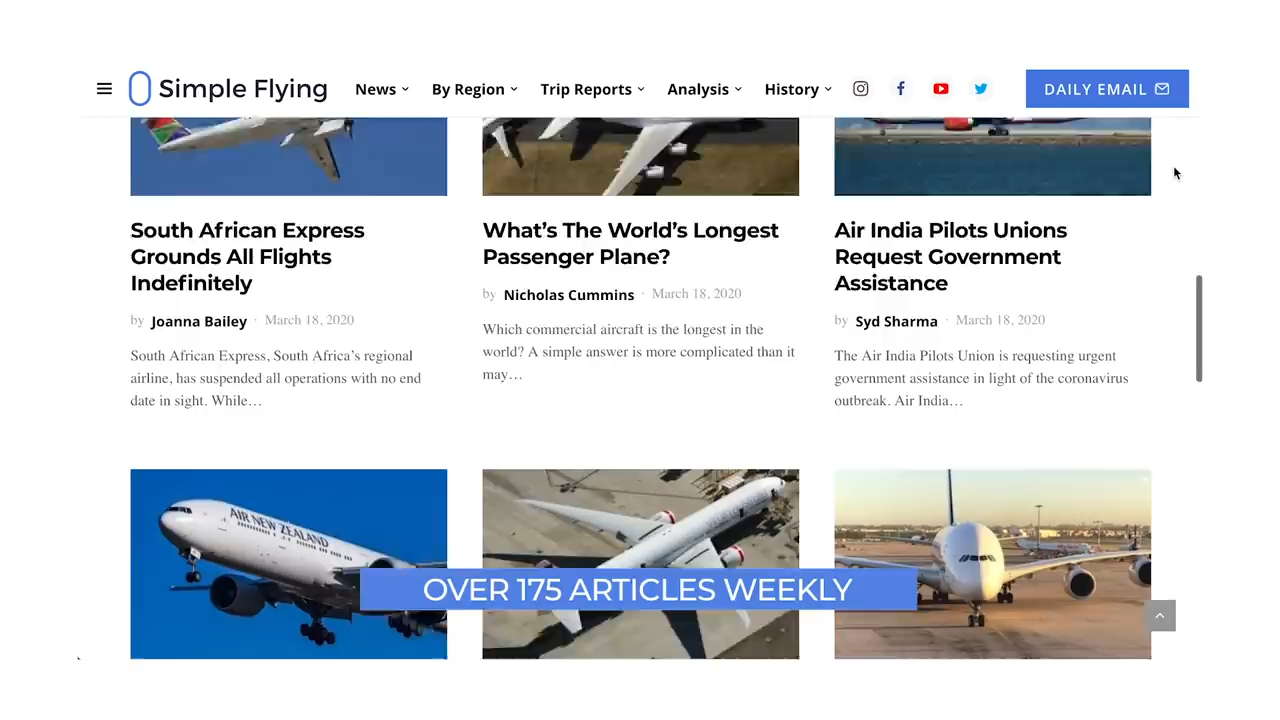 Simple Flying
News
By Region
Trip Reports
Analysis
History
DAILY EMAIL
South African Express
Grounds All Flights
Indefinitely
by Joanna Bailey · March 18, 2020
South African Express, South Africa’s regional
airline, has suspended all operations with no end
date in sight. While…
What’s The World’s Longest
Passenger Plane?
by Nicholas Cummins · March 18, 2020
Which commercial aircraft is the longest in the
world? A simple answer is more complicated than it
may…
Air India Pilots Unions
Request Government
Assistance
by Syd Sharma · March 18, 2020
The Air India Pilots Union is requesting urgent
government assistance in light of the coronavirus
outbreak. Air India…
AIR NEW ZEALAND
OVER 175 ARTICLES WEEKLY